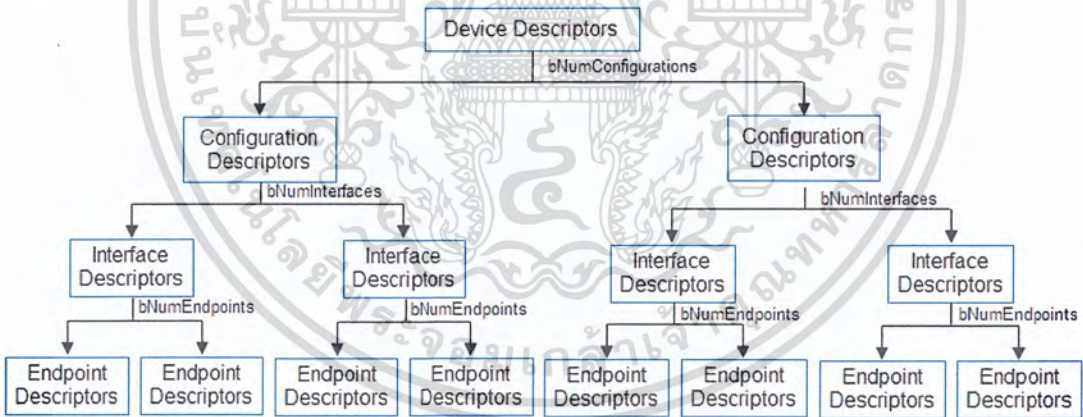 Device Descriptors
bNumConfigurations
Configuration
Descriptors
Configuration
Descriptors
bNumInterfaces
bNumInterfaces
Interface
Descriptors
Interface
Descriptors
Interface
Descriptors
Interface
Descriptors
bNumEndpoints
bNumEndpoints
bNumEndpoints
bNumEndpoints
Endpoint
Descriptors
Endpoint
Descriptors
Endpoint
Descriptors
Endpoint
Descriptors
Endpoint
Descriptors
Endpoint
Descriptors
Endpoint
Descriptors
Endpoint
Descriptors